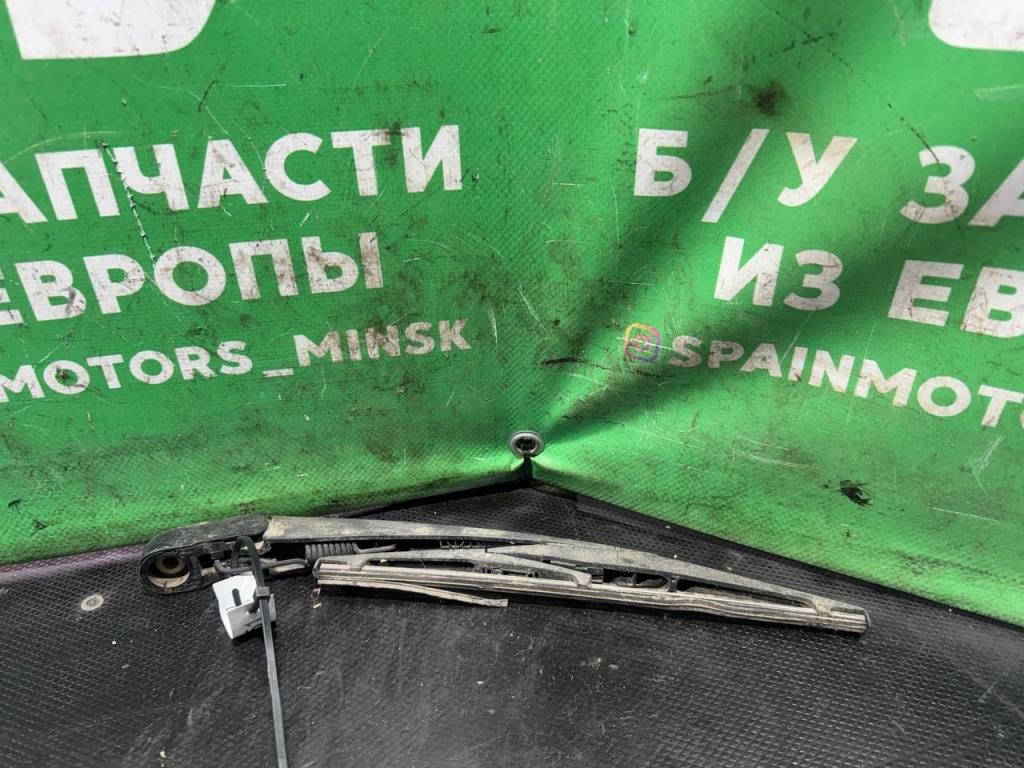 АПЧАСТИ
ЕВРОПЫ
MOTORS_MINSK
Б/У ЗА
ИЗ ЕВ
SPAINMOTO